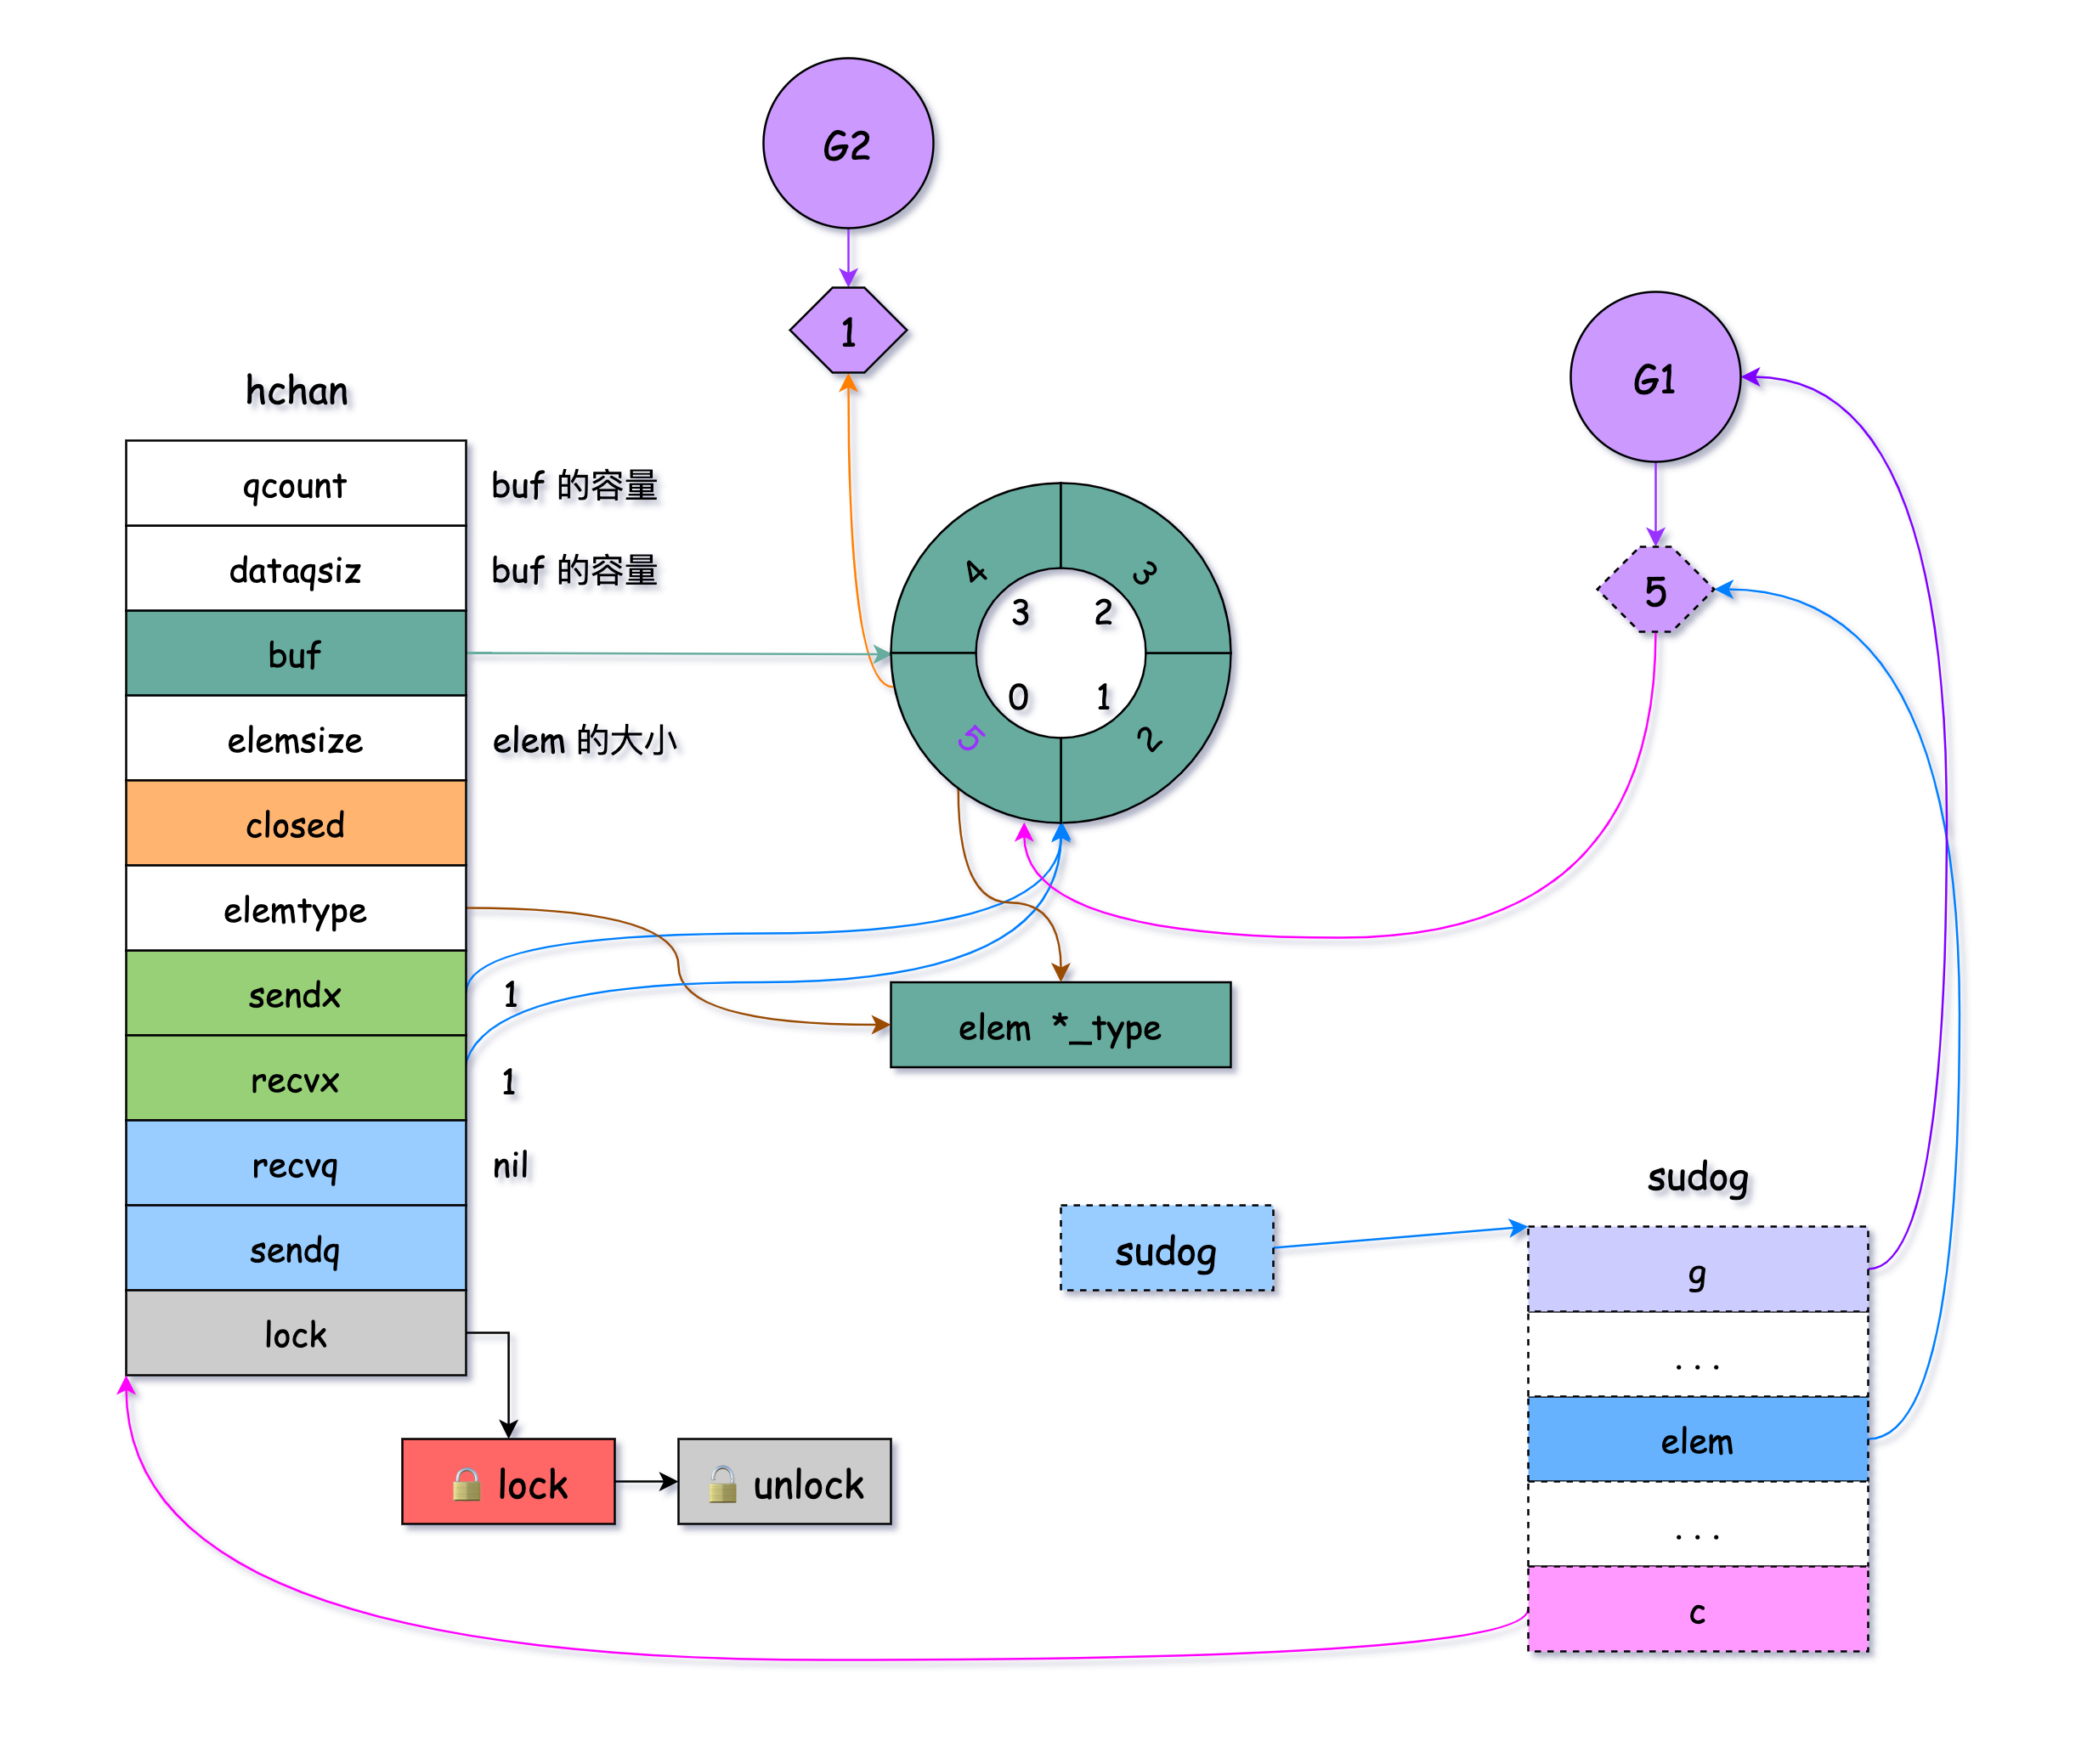 G2
1
G1
5
hchan
qcount buf 的容量
dataqsiz buf 的容量
buf
elemsize elem 的大小
closed
elemtype
sendx 1
recvx 1
recvq nil
sendq
lock
4
3
3
2
0
1
5
2
elem *_type
🔒 lock
🔒 unlock
sudog
sudog
g
...
elem
...
c